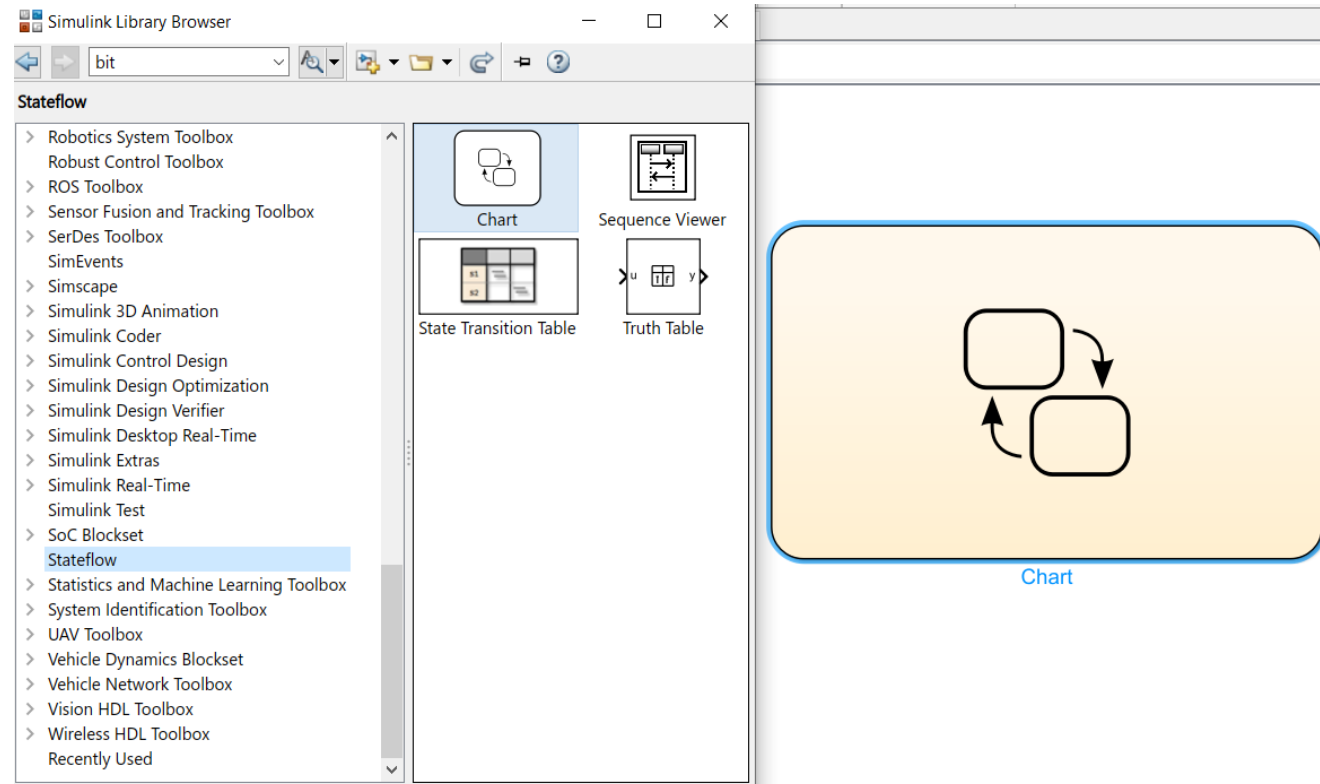 Simulink Library Browser
bit
Stateflow
Robotics System Toolbox
Robust Control Toolbox
ROS Toolbox
Sensor Fusion and Tracking Toolbox
SerDes Toolbox
SimEvents
Simscape
Simulink 3D Animation
Simulink Coder
Simulink Control Design
Simulink Design Optimization
Simulink Design Verifier
Simulink Desktop Real-Time
Simulink Extras
Simulink Real-Time
Simulink Test
SoC Blockset
Stateflow
Statistics and Machine Learning Toolbox
System Identification Toolbox
UAV Toolbox
Vehicle Dynamics Blockset
Vehicle Network Toolbox
Vision HDL Toolbox
Wireless HDL Toolbox
Recently Used
Chart
Sequence Viewer
s1
s2
State Transition Table
u
t f
y
Truth Table
Chart